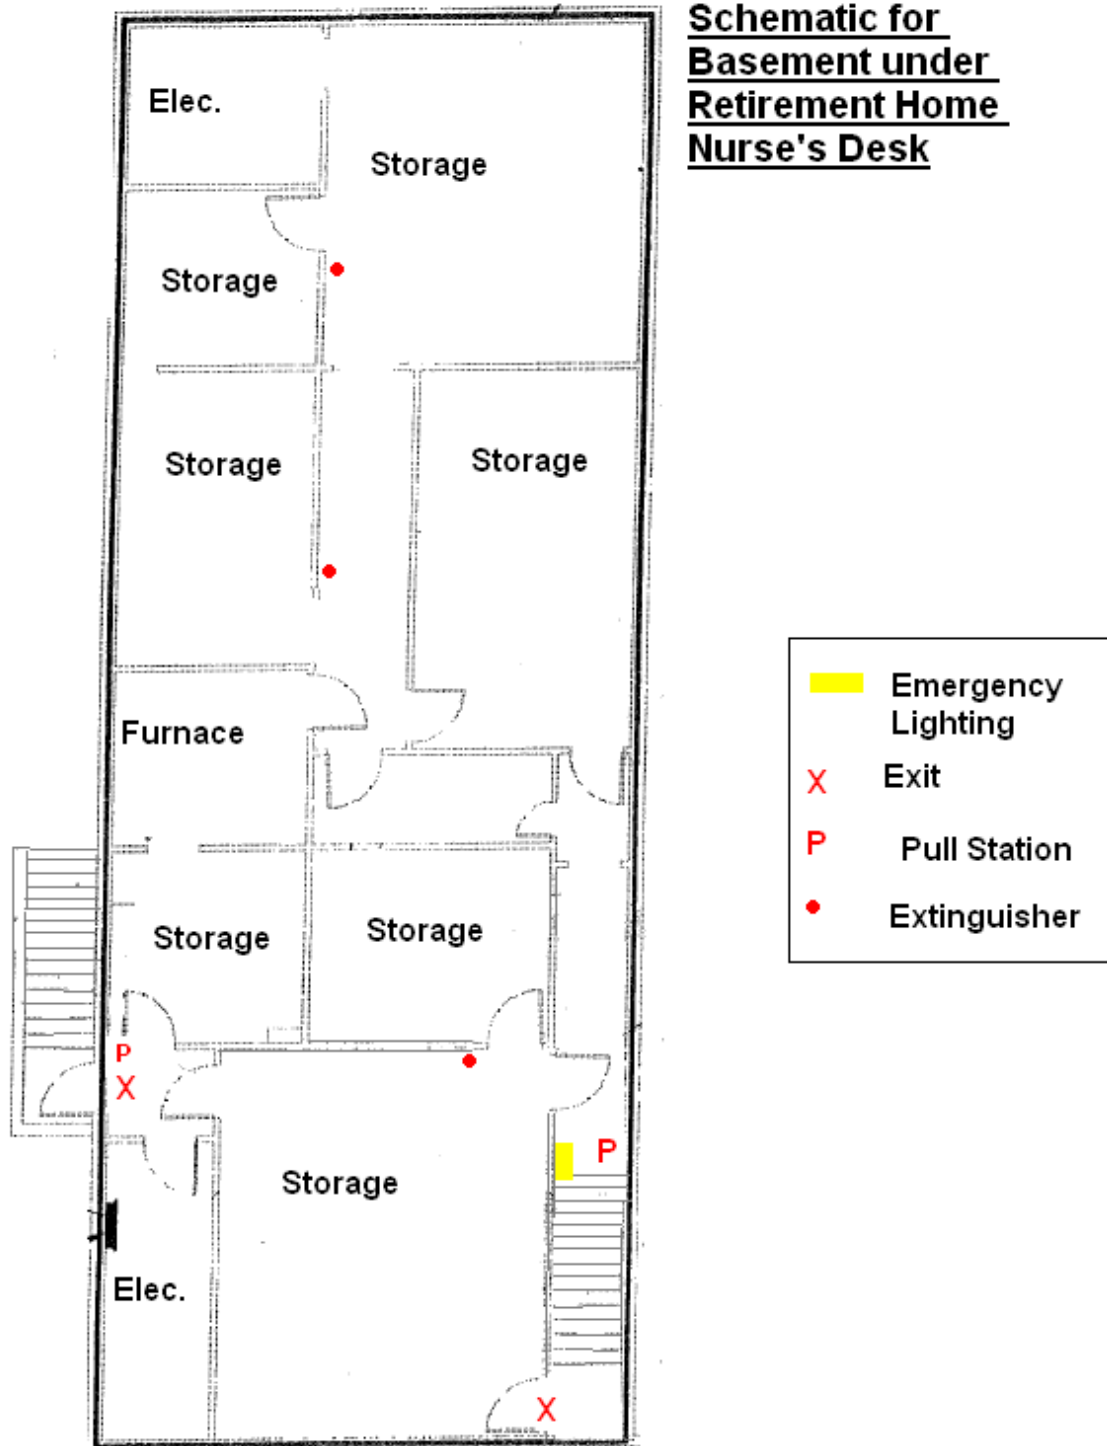 Schematic for
Basement under
Retirement Home
Nurse's Desk
Elec.
Storage
Storage
Storage
Storage
Furnace
Storage
Storage
P
X
Storage
P
Elec.
X
Emergency
Lighting
X Exit
P Pull Station
Extinguisher